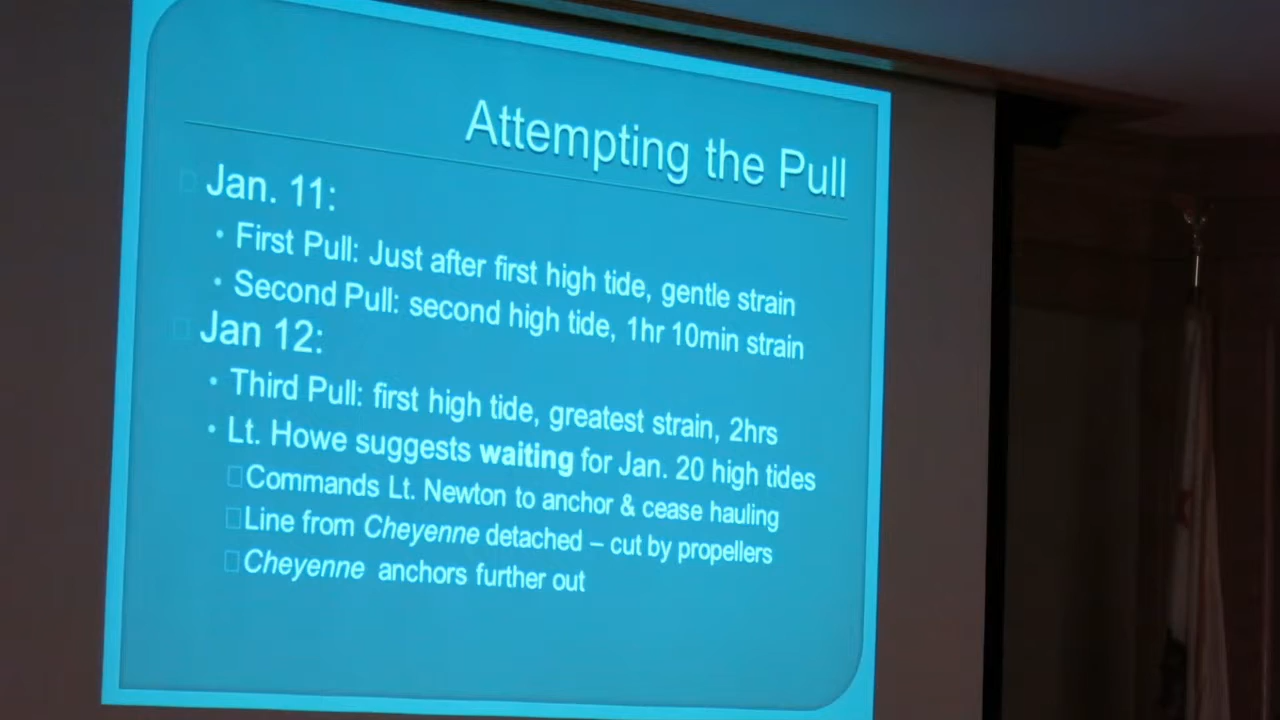 Attempting the Pull
Jan. 11:
• First Pull: Just after first high tide, gentle strain
• Second Pull: second high tide, 1hr 10min strain
Jan 12:
• Third Pull: first high tide, greatest strain, 2hrs
• Lt. Howe suggests waiting for Jan. 20 high tides
Commands Lt. Newton to anchor & cease hauling
Line from Cheyenne detached – cut by propellers
Cheyenne anchors further out